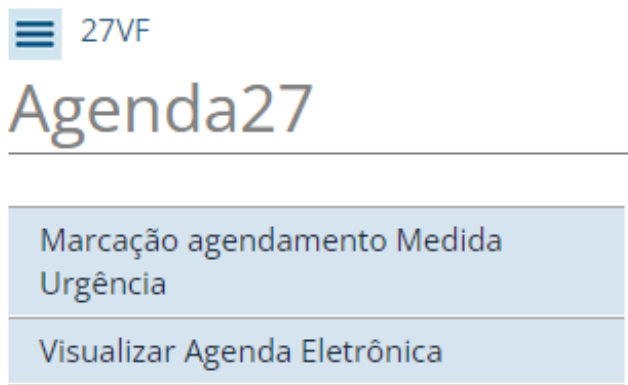 27VF
Agenda27
Marcação agendamento Medida
Urgência
Visualizar Agenda Eletrônica